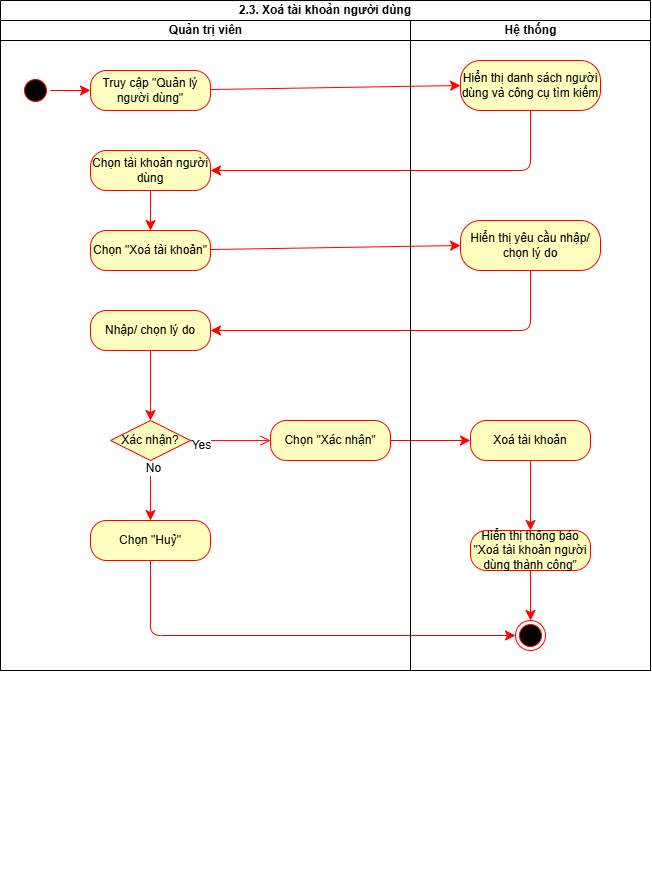 2.3. Xoá tài khoản người dùng
Quản trị viên
Hệ thống
Truy cập "Quản lý
người dùng"
Hiển thị danh sách người
dùng và công cụ tìm kiếm
Chọn tài khoản người
dùng
Chọn "Xoá tài khoản"
Hiển thị yêu cầu nhập/
chọn lý do
Nhập/ chọn lý do
Xác nhận?
Yes
Chọn "Xác nhận"
Xoá tài khoản
No
Chọn "Huỷ"
Hiển thị thông báo
"Xoá tài khoản người
dùng thành công"